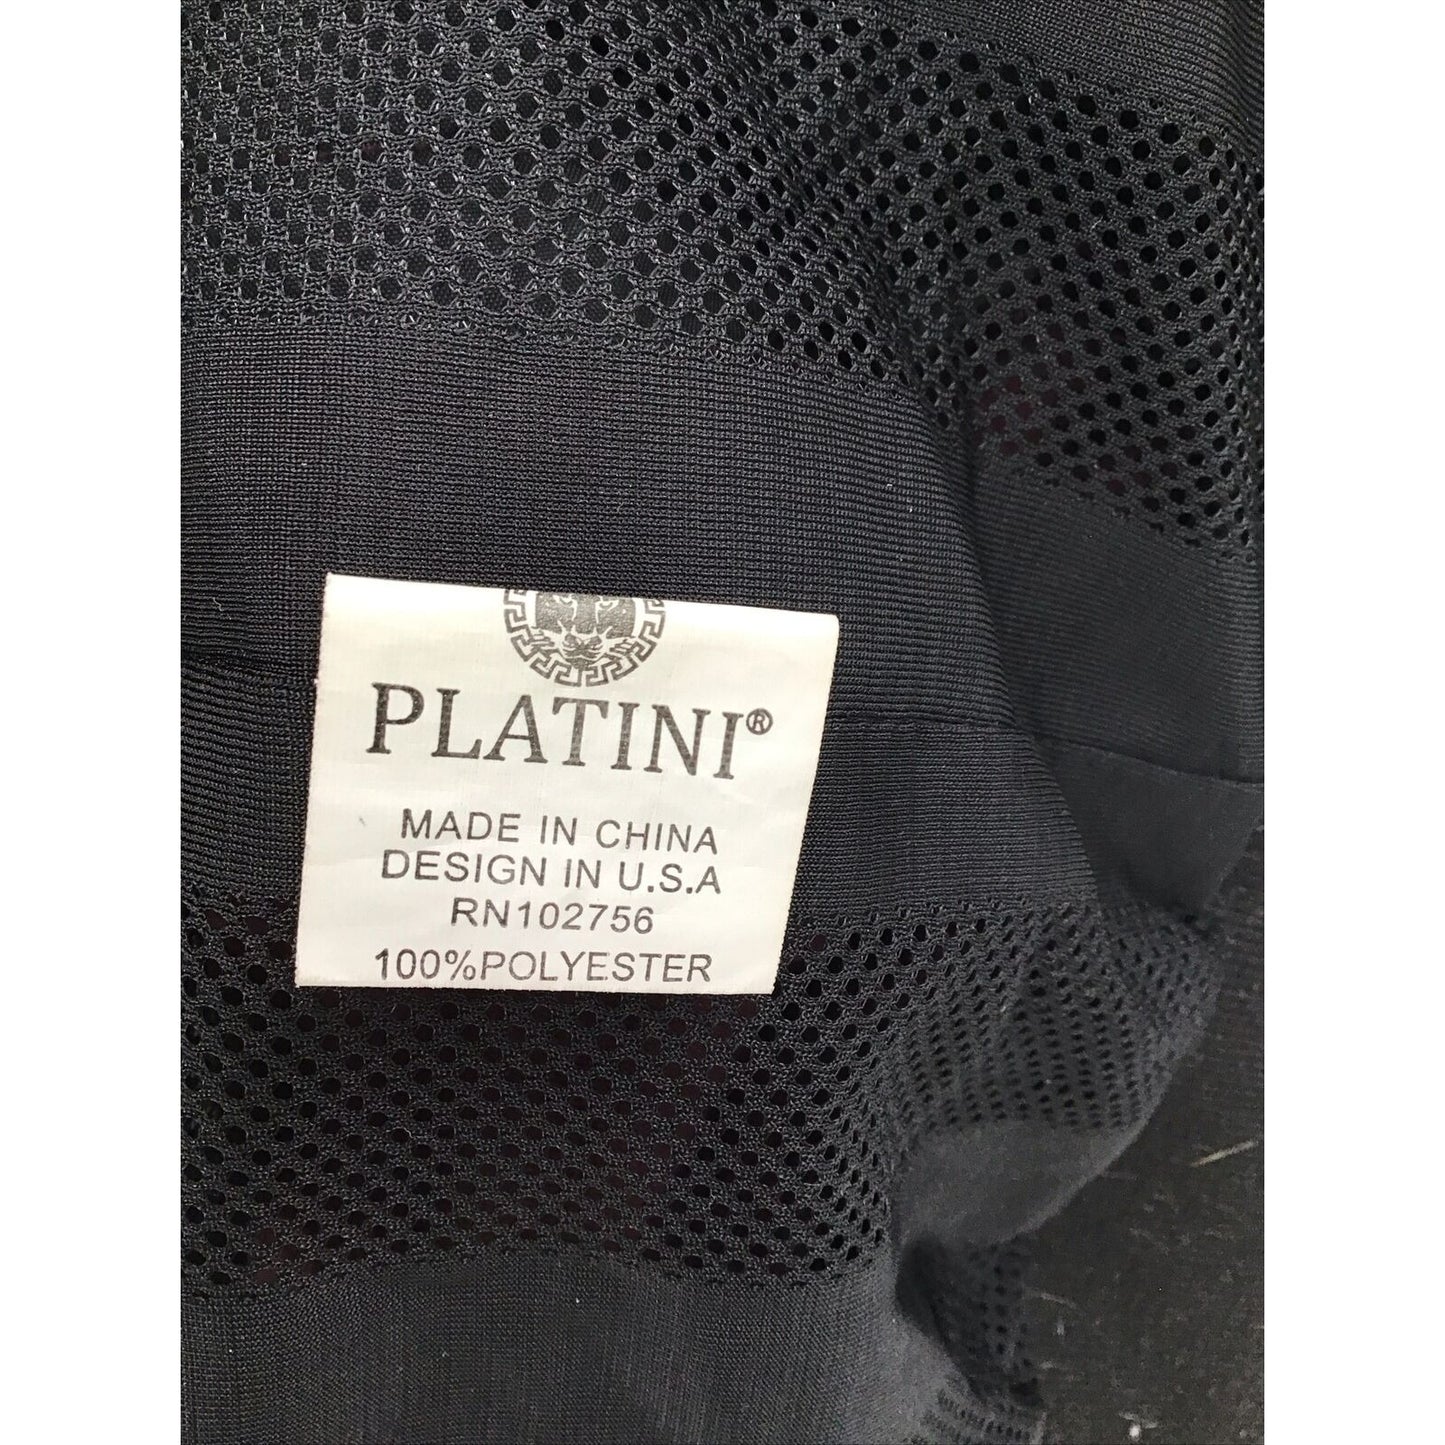 PLATINI®
MADE IN CHINA
DESIGN IN U.S.A
RN102756
100%POLYESTER